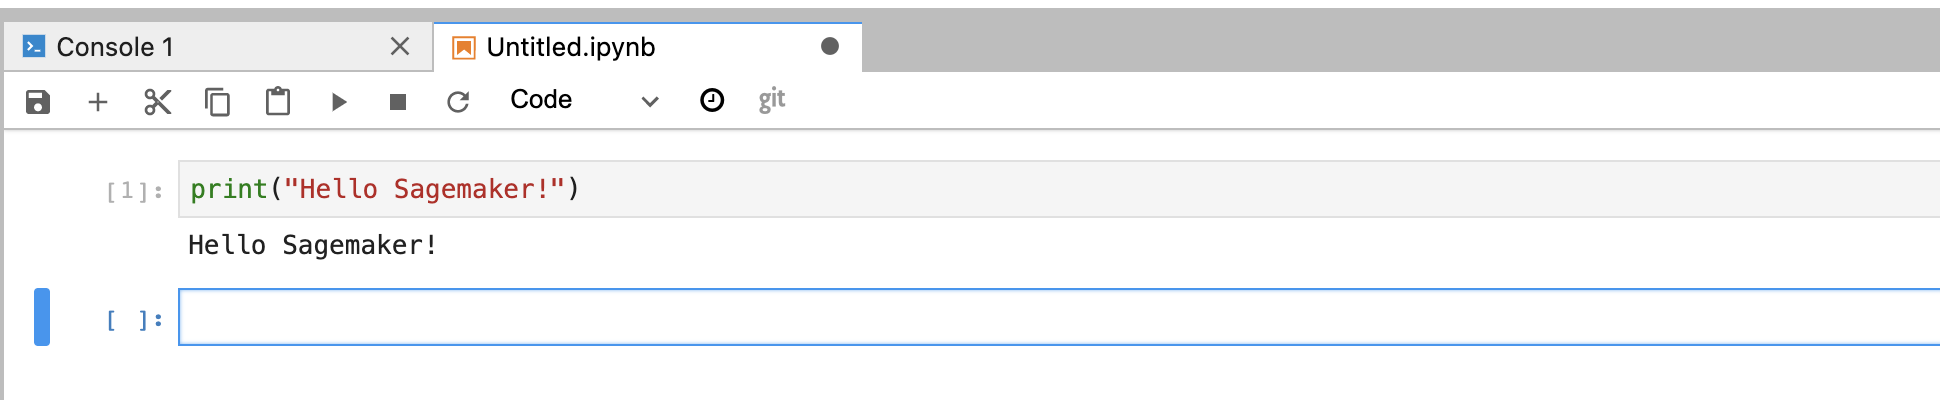 Console 1
Untitled.ipynb
Code
git
[1]:
print("Hello Sagemaker!")
Hello Sagemaker!
[ ]: